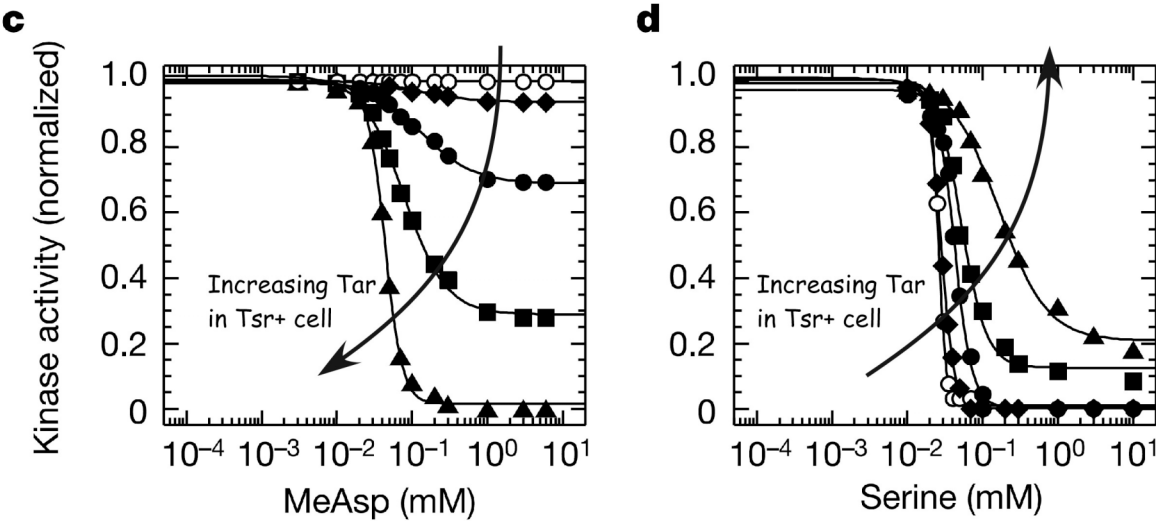 c
Kinase activity (normalized)
1.0
0.8
0.6
0.4
0.2
0
Increasing Tar
in Tsr+ cell
10⁻⁴ 10⁻³ 10⁻² 10⁻¹ 10⁰ 10¹
MeAsp (mM)
d
1.0
0.8
0.6
0.4
0.2
0
Increasing Tar
in Tsr+ cell
10⁻⁴ 10⁻³ 10⁻² 10⁻¹ 10⁰ 10¹
Serine (mM)